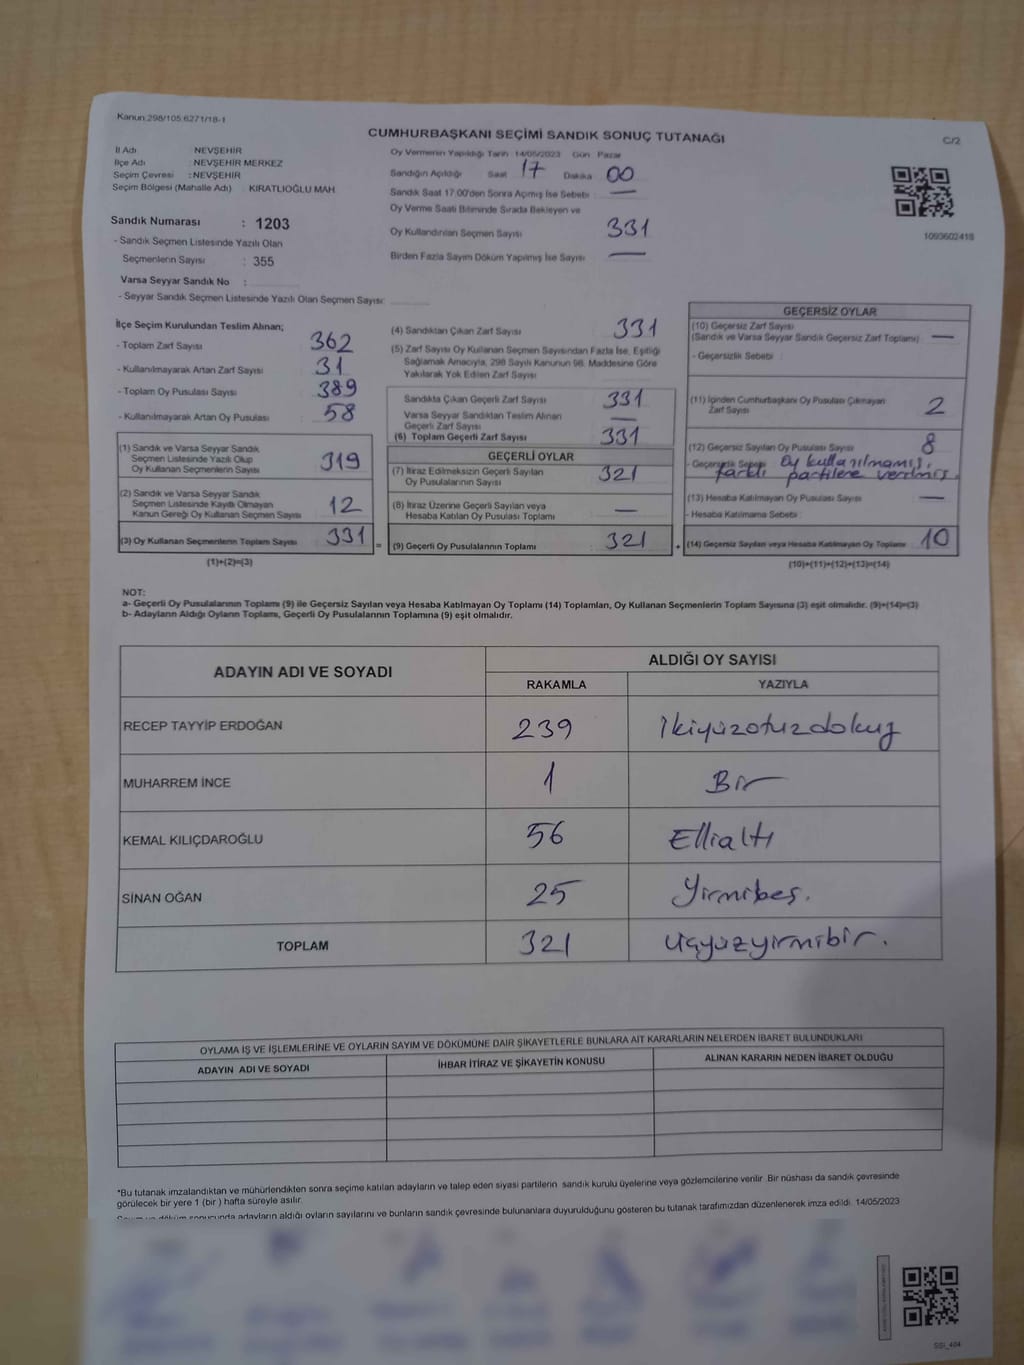 Kanun:298/105.6271/18-1
CUMHURBAŞKANI SEÇİMİ SANDIK SONUÇ TUTANAĞI
C/2
İl Adı : NEVŞEHİR
İlçe Adı : NEVŞEHİR MERKEZ
Seçim Çevresi : NEVŞEHİR
Seçim Bölgesi (Mahalle Adı) KIRATLIOĞLU MAH
Oy Vermenin Yapıldığı Tarih 14/05/2023 Gün Pazar
Sandığın Açıldığı Saat 17 Dakika 00
Sandık Saat 17:00'den Sonra Açılmış İse Sebebi : —
Oy Verme Saati Bitiminde Sırada Bekleyen ve
Oy Kullandırılan Seçmen Sayısı 331
Birden Fazla Sayım Döküm Yapılmış İse Sayısı —
1093602418
Sandık Numarası : 1203
- Sandık Seçmen Listesinde Yazılı Olan
Seçmenlerin Sayısı : 355
Varsa Seyyar Sandık No :
- Seyyar Sandık Seçmen Listesinde Yazılı Olan Seçmen Sayısı:
İlçe Seçim Kurulundan Teslim Alınan;
- Toplam Zarf Sayısı 362
- Kullanılmayarak Artan Zarf Sayısı 31
- Toplam Oy Pusulası Sayısı 389
- Kullanılmayarak Artan Oy Pusulası 58
(1) Sandık ve Varsa Seyyar Sandık
Seçmen Listesinde Yazılı Olup
Oy Kullanan Seçmenlerin Sayısı 319
(2) Sandık ve Varsa Seyyar Sandık
Seçmen Listesinde Kayıtlı Olmayan
Kanun Gereği Oy Kullanan Seçmen Sayısı 12
(3) Oy Kullanan Seçmenlerin Toplam Sayısı 331 =
(1)+(2)=(3)
(4) Sandıktan Çıkan Zarf Sayısı 331
(5) Zarf Sayısı Oy Kullanan Seçmen Sayısından Fazla İse, Eşitliği
Sağlamak Amacıyla, 298 Sayılı Kanunun 98. Maddesine Göre
Yakılarak Yok Edilen Zarf Sayısı
Sandıkta Çıkan Geçerli Zarf Sayısı 331
Varsa Seyyar Sandıktan Teslim Alınan
Geçerli Zarf Sayısı —
(6) Toplam Geçerli Zarf Sayısı 331
GEÇERLİ OYLAR
(7) İtiraz Edilmeksizin Geçerli Sayılan
Oy Pusulalarının Sayısı 321
(8) İtiraz Üzerine Geçerli Sayılan veya
Hesaba Katılan Oy Pusulası Toplamı —
(9) Geçerli Oy Pusulalarının Toplamı 321 +
GEÇERSİZ OYLAR
(10) Geçersiz Zarf Sayısı
(Sandık ve Varsa Seyyar Sandık Geçersiz Zarf Toplamı) —
- Geçersizlik Sebebi :
(11) İçinden Cumhurbaşkanı Oy Pusulası Çıkmayan
Zarf Sayısı 2
(12) Geçersiz Sayılan Oy Pusulası Sayısı 8
- Geçersizlik Sebebi Oy kullanılmamış,
farklı partilere verilmiş
(13) Hesaba Katılmayan Oy Pusulası Sayısı —
- Hesaba Katılmama Sebebi :
(14) Geçersiz Sayılan veya Hesaba Katılmayan Oy Toplamı 10
(10)+(11)+(12)+(13)=(14)
NOT:
a- Geçerli Oy Pusulalarının Toplamı (9) ile Geçersiz Sayılan veya Hesaba Katılmayan Oy Toplamı (14) Toplamları, Oy Kullanan Seçmenlerin Toplam Sayısına (3) eşit olmalıdır. (9)+(14)=(3)
b- Adayların Aldığı Oyların Toplamı, Geçerli Oy Pusulalarının Toplamına (9) eşit olmalıdır.
ADAYIN ADI VE SOYADI
ALDIĞI OY SAYISI
RAKAMLA YAZIYLA
RECEP TAYYİP ERDOĞAN 239 İkiyüzotuzdokuz
MUHARREM İNCE 1 Bir
KEMAL KILIÇDAROĞLU 56 Ellialtı
SİNAN OĞAN 25 Yirmibeş.
TOPLAM 321 üçyüzyirmibir.
OYLAMA İŞ VE İŞLEMLERİNE VE OYLARIN SAYIM VE DÖKÜMÜNE DAİR ŞİKAYETLERLE BUNLARA AİT KARARLARIN NELERDEN İBARET BULUNDUKLARI
ADAYIN ADI VE SOYADI İHBAR İTİRAZ VE ŞİKAYETİN KONUSU ALINAN KARARIN NEDEN İBARET OLDUĞU
*Bu tutanak imzalandıktan ve mühürlendikten sonra seçime katılan adayların ve talep eden siyasi partilerin sandık kurulu üyelerine veya gözlemcilerine verilir. Bir nüshası da sandık çevresinde
görülecek bir yere 1 (bir ) hafta süreyle asılır.
Sayım ve döküm sonucunda adayların aldığı oyların sayılarını ve bunların sandık çevresinde bulunanlara duyurulduğunu gösteren bu tutanak tarafımızdan düzenlenerek imza edildi. 14/05/2023
SSI_404